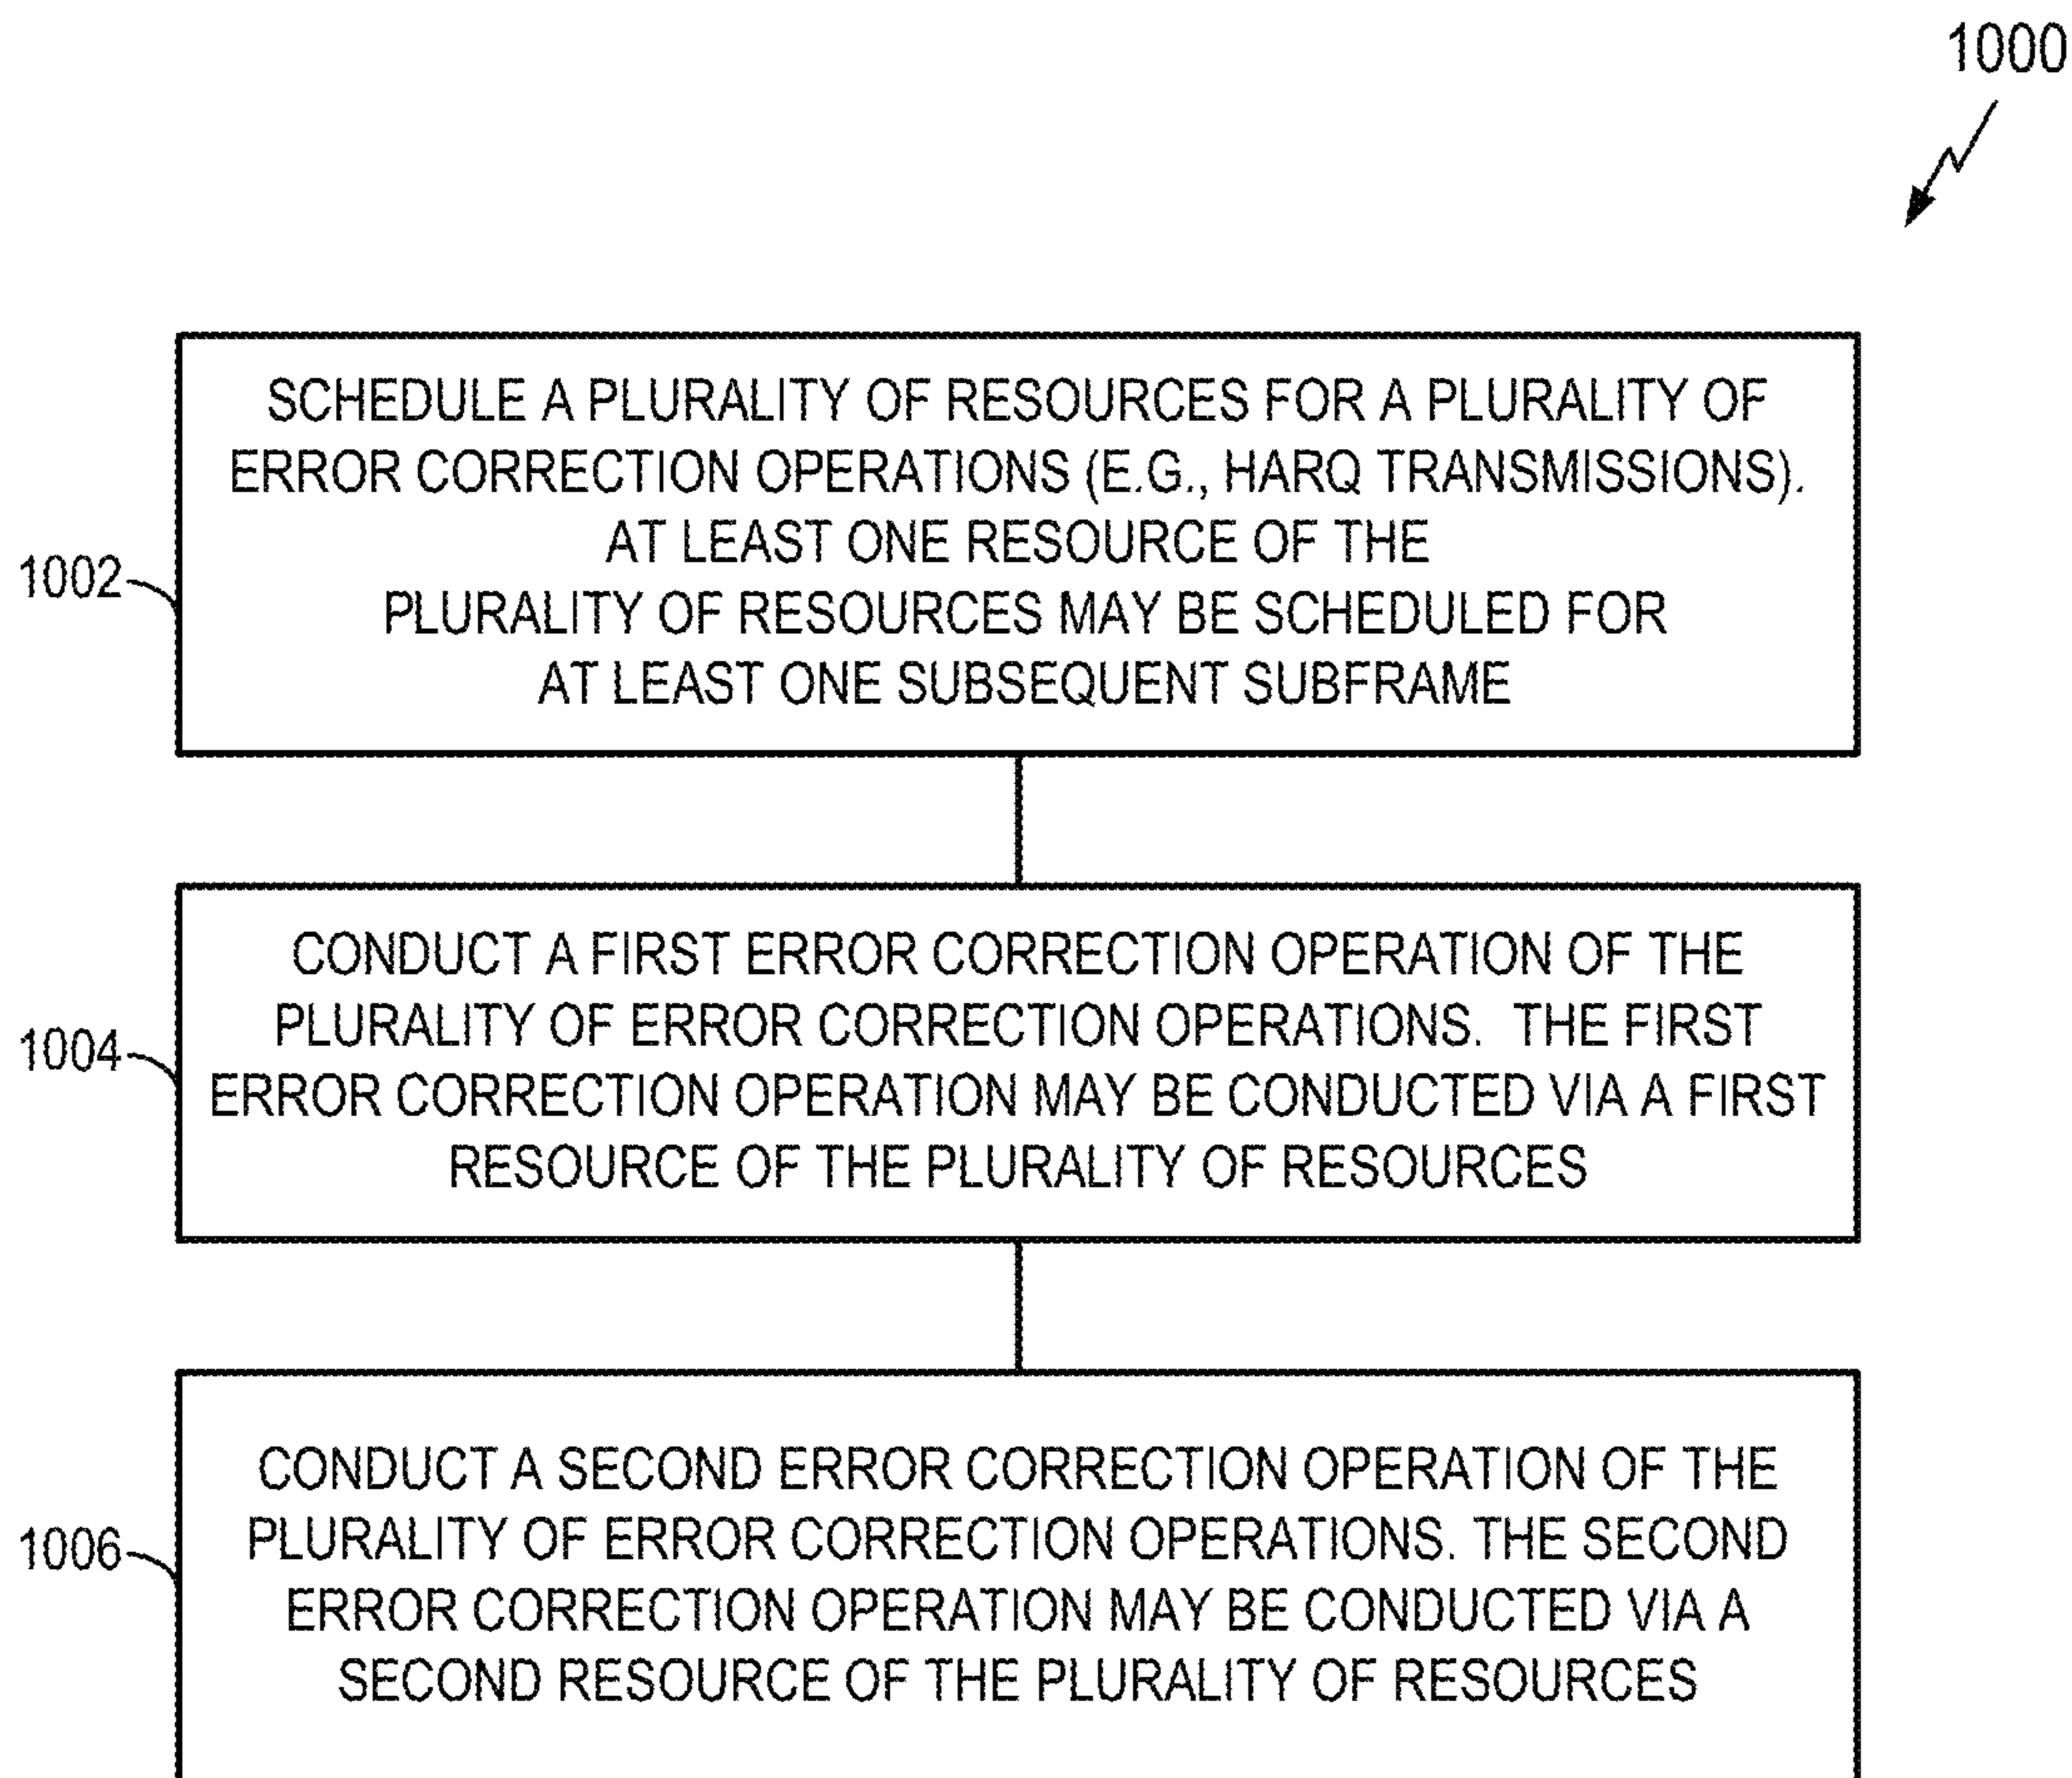 1000
SCHEDULE A PLURALITY OF RESOURCES FOR A PLURALITY OF
ERROR CORRECTION OPERATIONS (E.G., HARQ TRANSMISSIONS).
AT LEAST ONE RESOURCE OF THE
PLURALITY OF RESOURCES MAY BE SCHEDULED FOR
AT LEAST ONE SUBSEQUENT SUBFRAME
1002
CONDUCT A FIRST ERROR CORRECTION OPERATION OF THE
PLURALITY OF ERROR CORRECTION OPERATIONS. THE FIRST
ERROR CORRECTION OPERATION MAY BE CONDUCTED VIA A FIRST
RESOURCE OF THE PLURALITY OF RESOURCES
1004
CONDUCT A SECOND ERROR CORRECTION OPERATION OF THE
PLURALITY OF ERROR CORRECTION OPERATIONS. THE SECOND
ERROR CORRECTION OPERATION MAY BE CONDUCTED VIA A
SECOND RESOURCE OF THE PLURALITY OF RESOURCES
1006